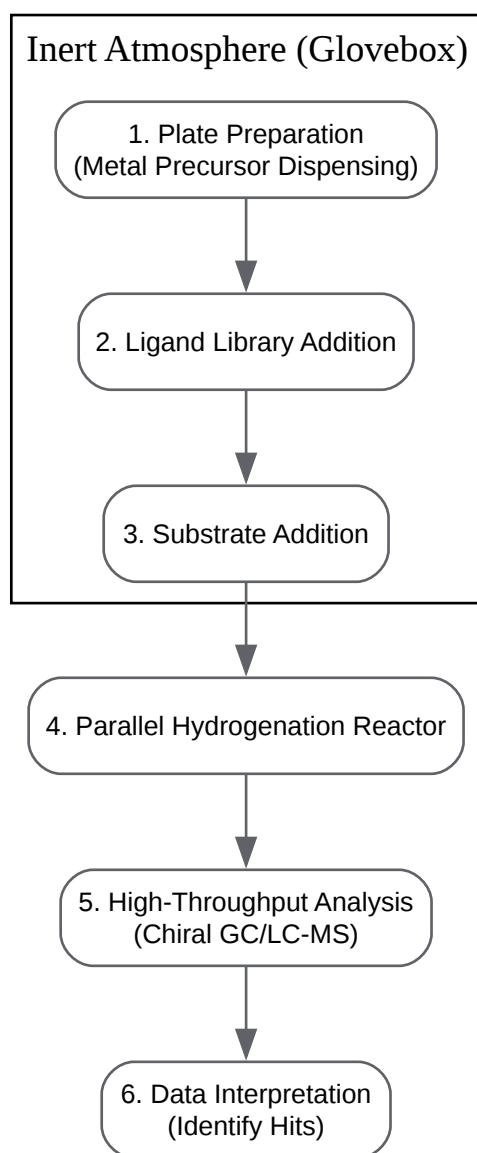 Inert Atmosphere (Glovebox)
1. Plate Preparation
(Metal Precursor Dispensing)
2. Ligand Library Addition
3. Substrate Addition
4. Parallel Hydrogenation Reactor
5. High-Throughput Analysis
(Chiral GC/LC-MS)
6. Data Interpretation
(Identify Hits)